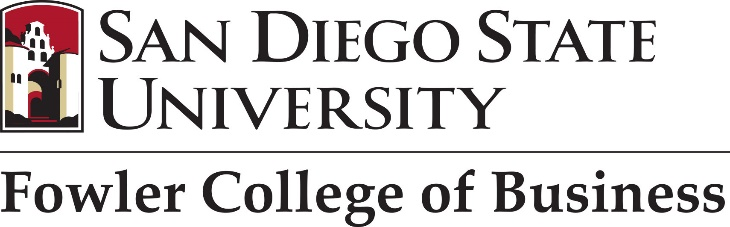 San Diego State
University
Fowler College of Business